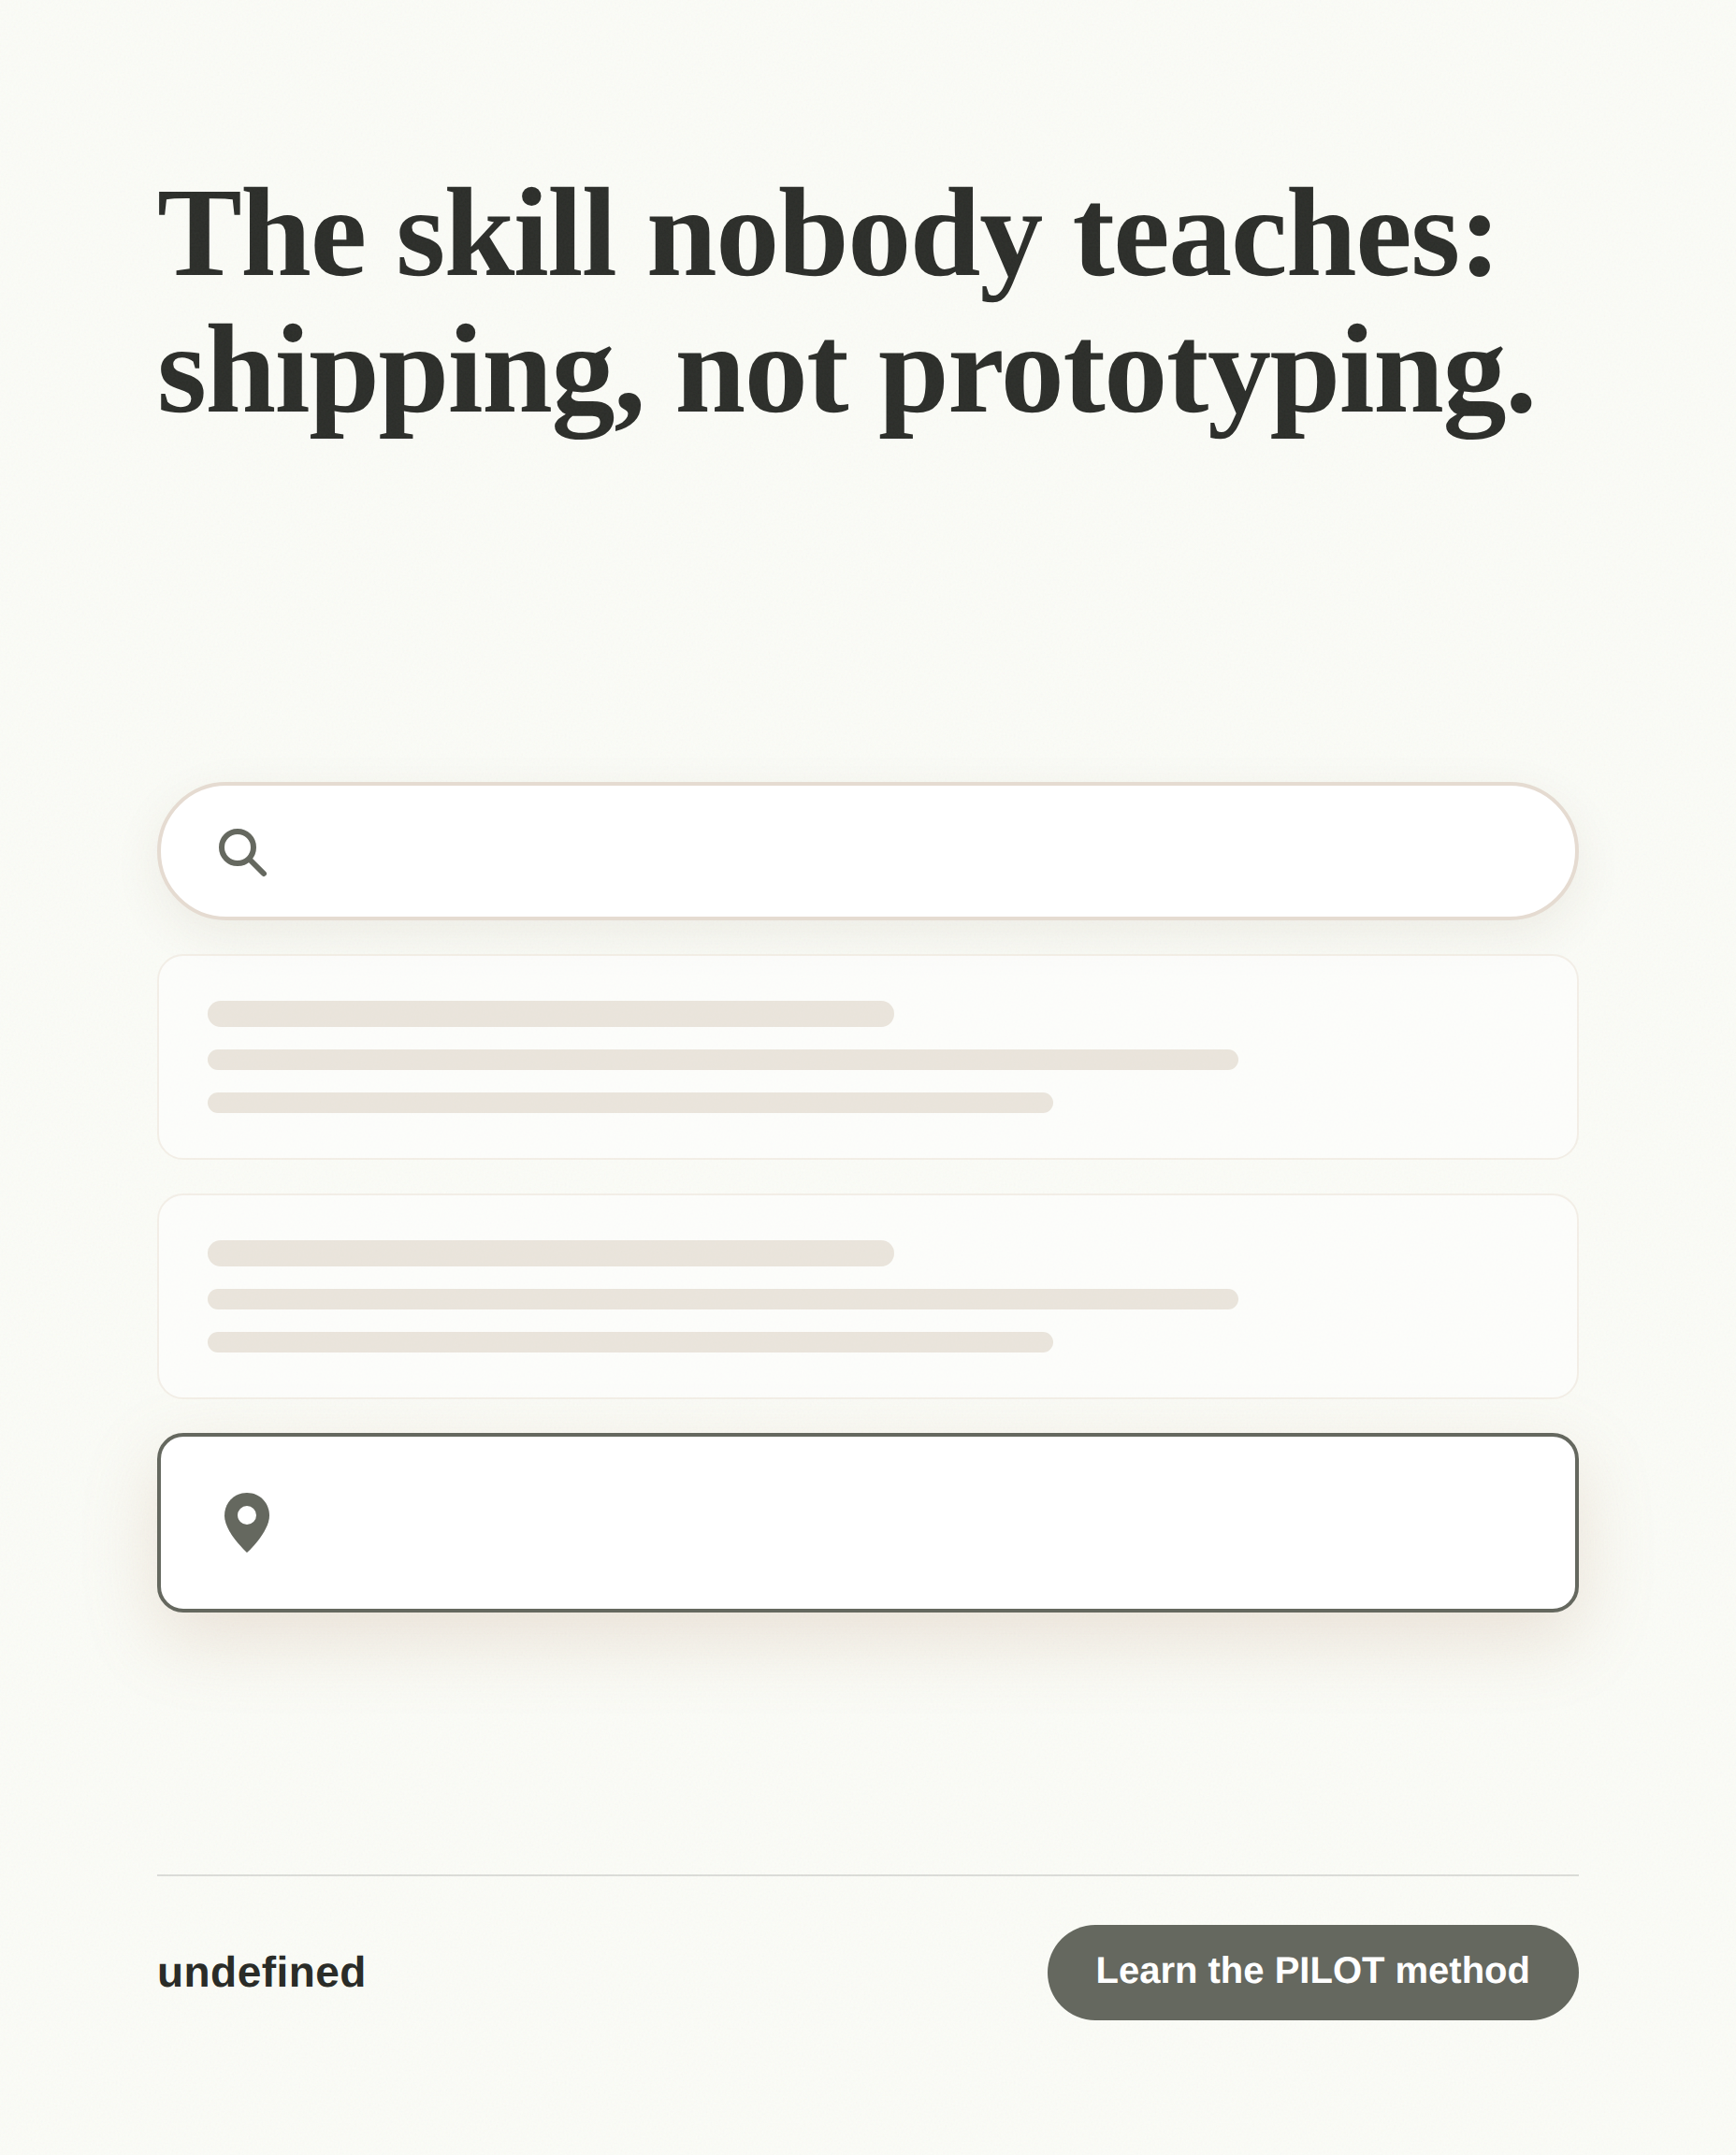 The skill nobody teaches:
shipping, not prototyping.
undefined
Learn the PILOT method